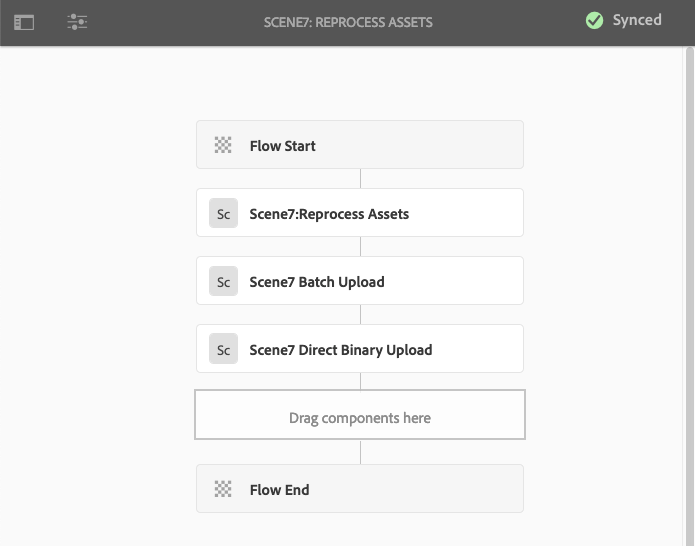 SCENE7: REPROCESS ASSETS
Synced
Flow Start
Sc Scene7:Reprocess Assets
Sc Scene7 Batch Upload
Sc Scene7 Direct Binary Upload
Drag components here
Flow End